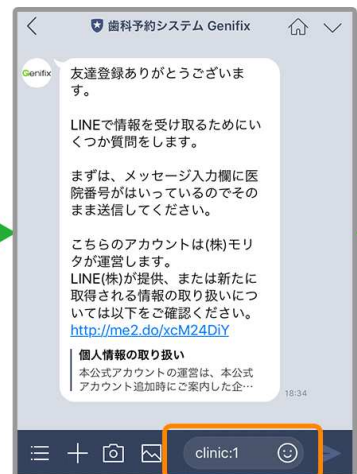 歯科予約システム Genifix
Genifix
友達登録ありがとうございま
す。
LINEで情報を受け取るためにい
くつか質問をします。
まずは、メッセージ入力欄に医
院番号がはいっているのでその
まま送信してください。
こちらのアカウントは(株)モリ
タが運営します。
LINE(株)が提供、または新たに
取得される情報の取り扱いにつ
いては以下をご確認ください。
http://me2.do/xcM24DiY
個人情報の取り扱い
本公式アカウントの運営は、本公式
アカウント追加時にご案内した企…
18:34
clinic:1